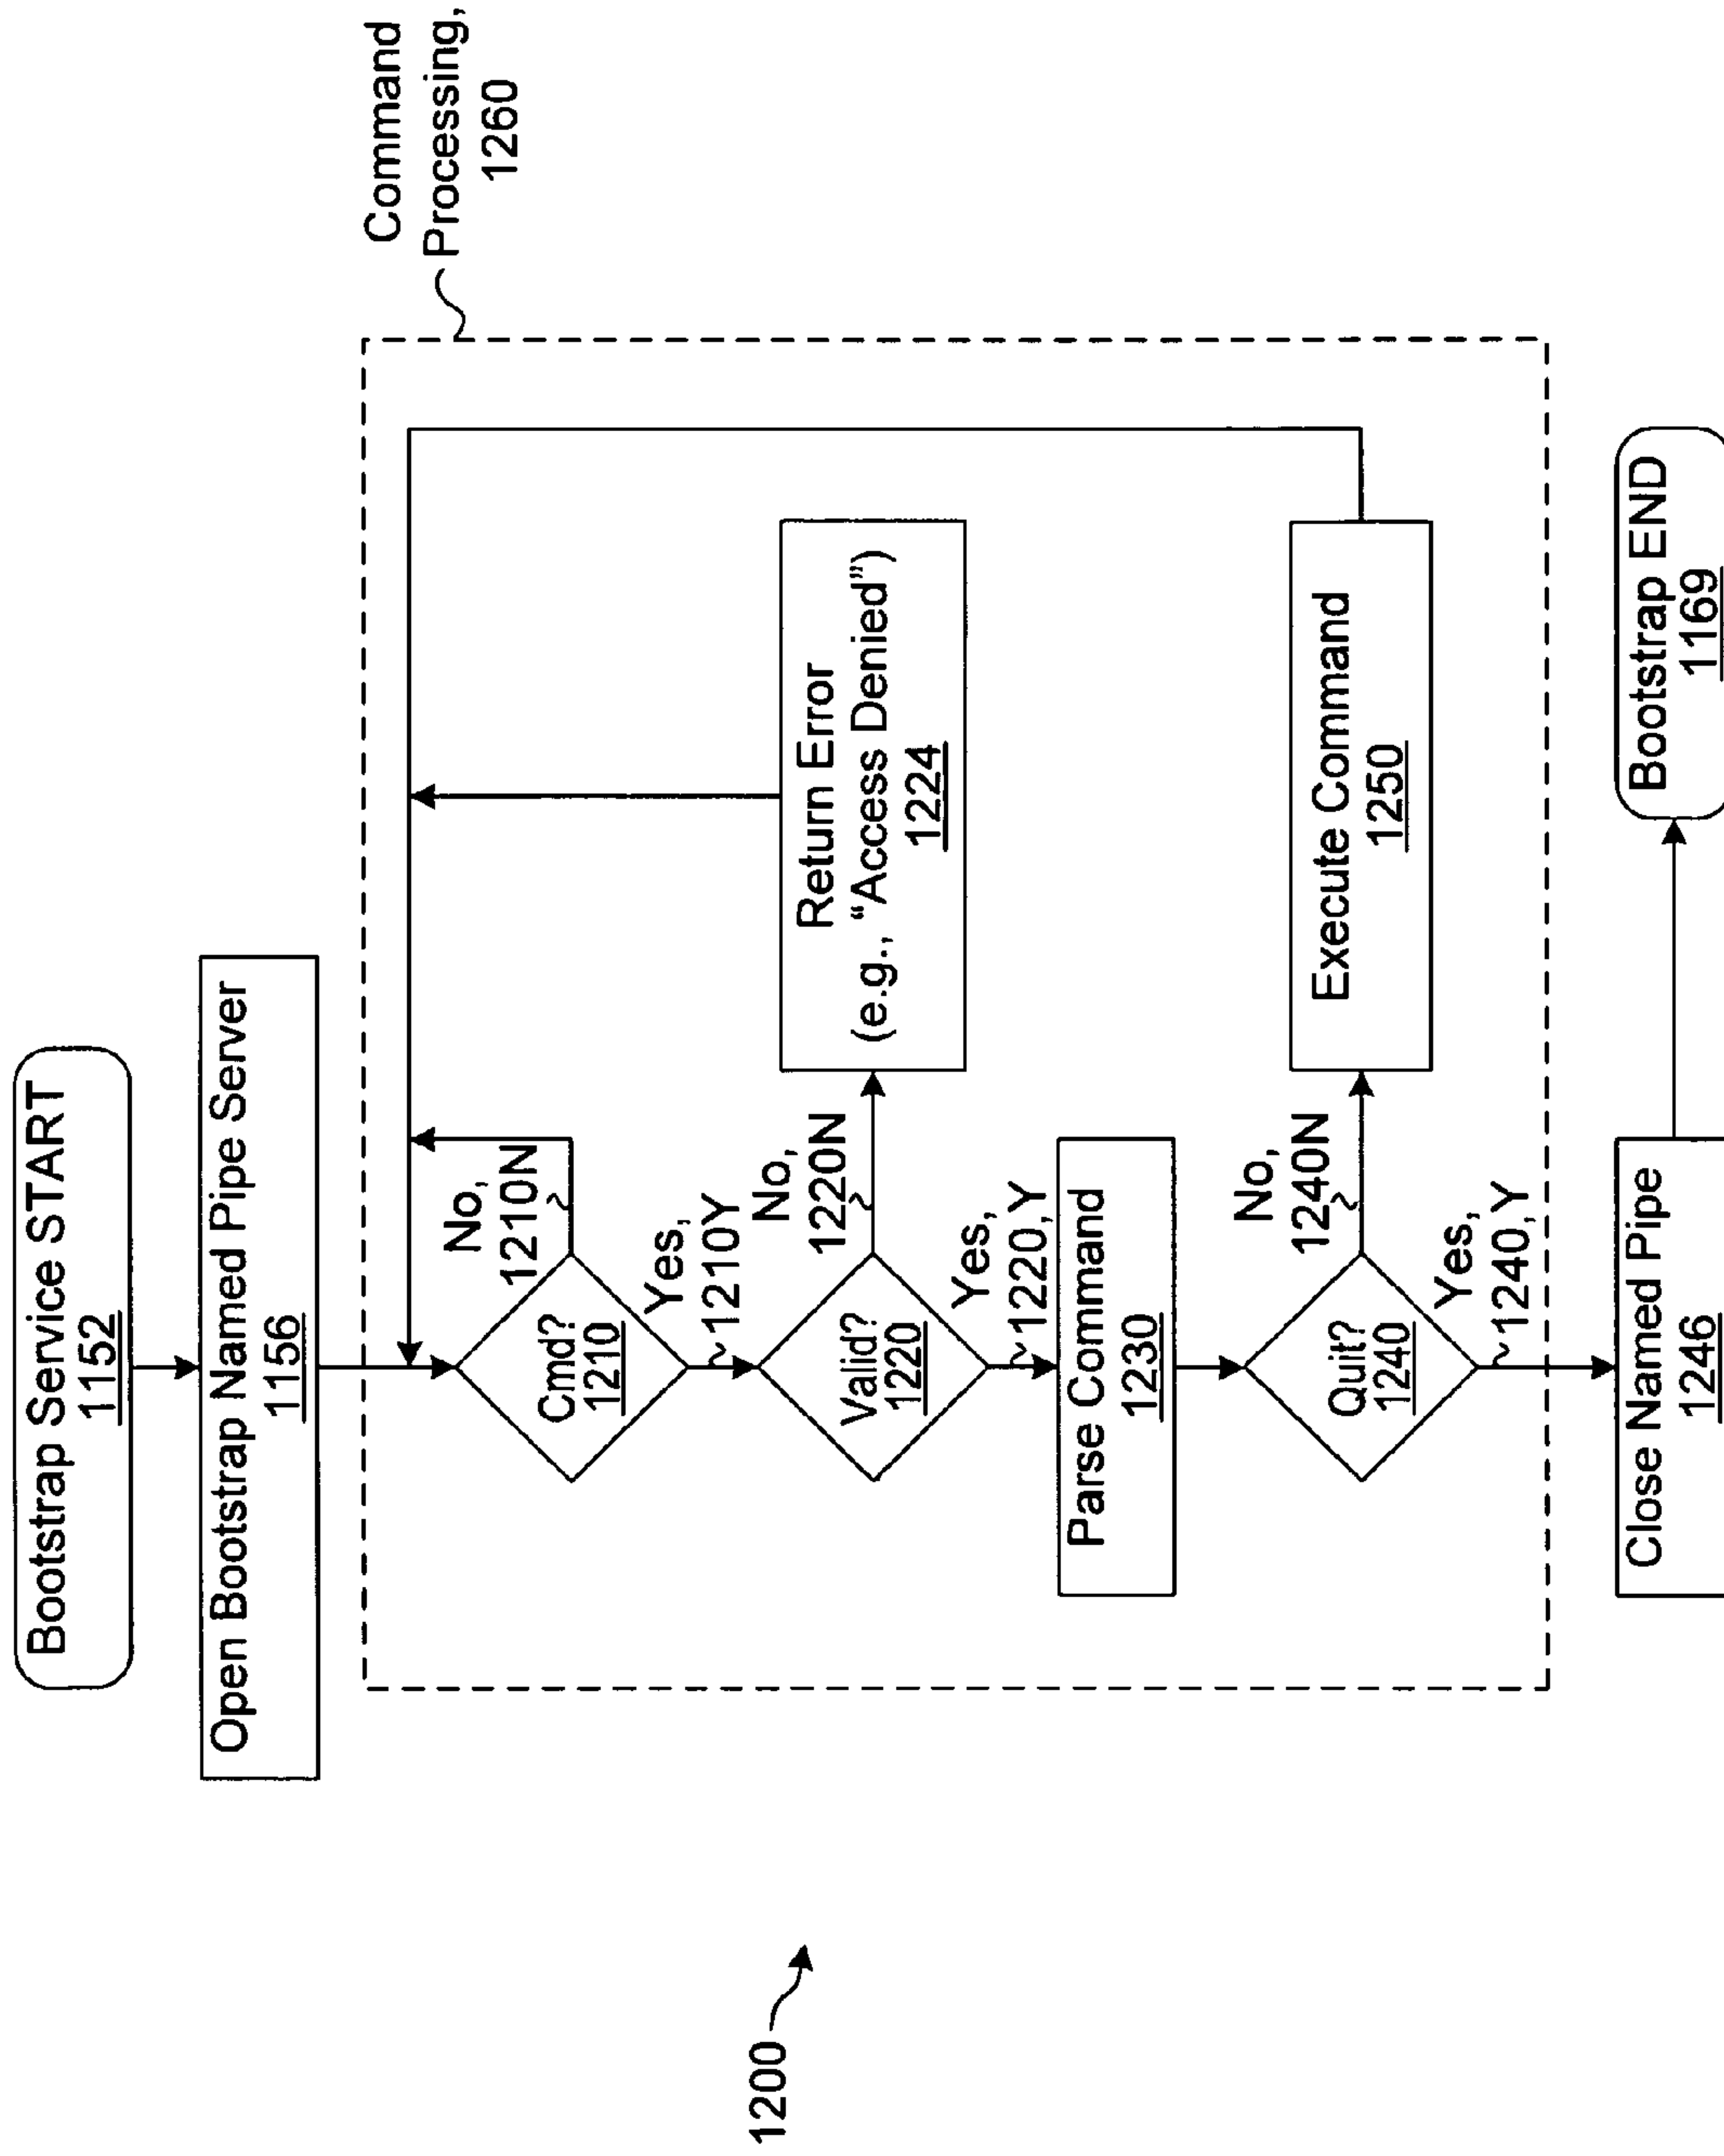 Bootstrap Service START
1152
Open Bootstrap Named Pipe Server
1156
Command
Processing,
1260
No,
1210N
Cmd?
1210
Yes,
1210Y
No,
1220N
Valid?
1220
Return Error
(e.g., “Access Denied”)
1224
Yes,
1220,Y
Parse Command
1230
No,
1240N
Quit?
1240
Execute Command
1250
Yes,
1240,Y
Close Named Pipe
1246
Bootstrap END
1169
1200